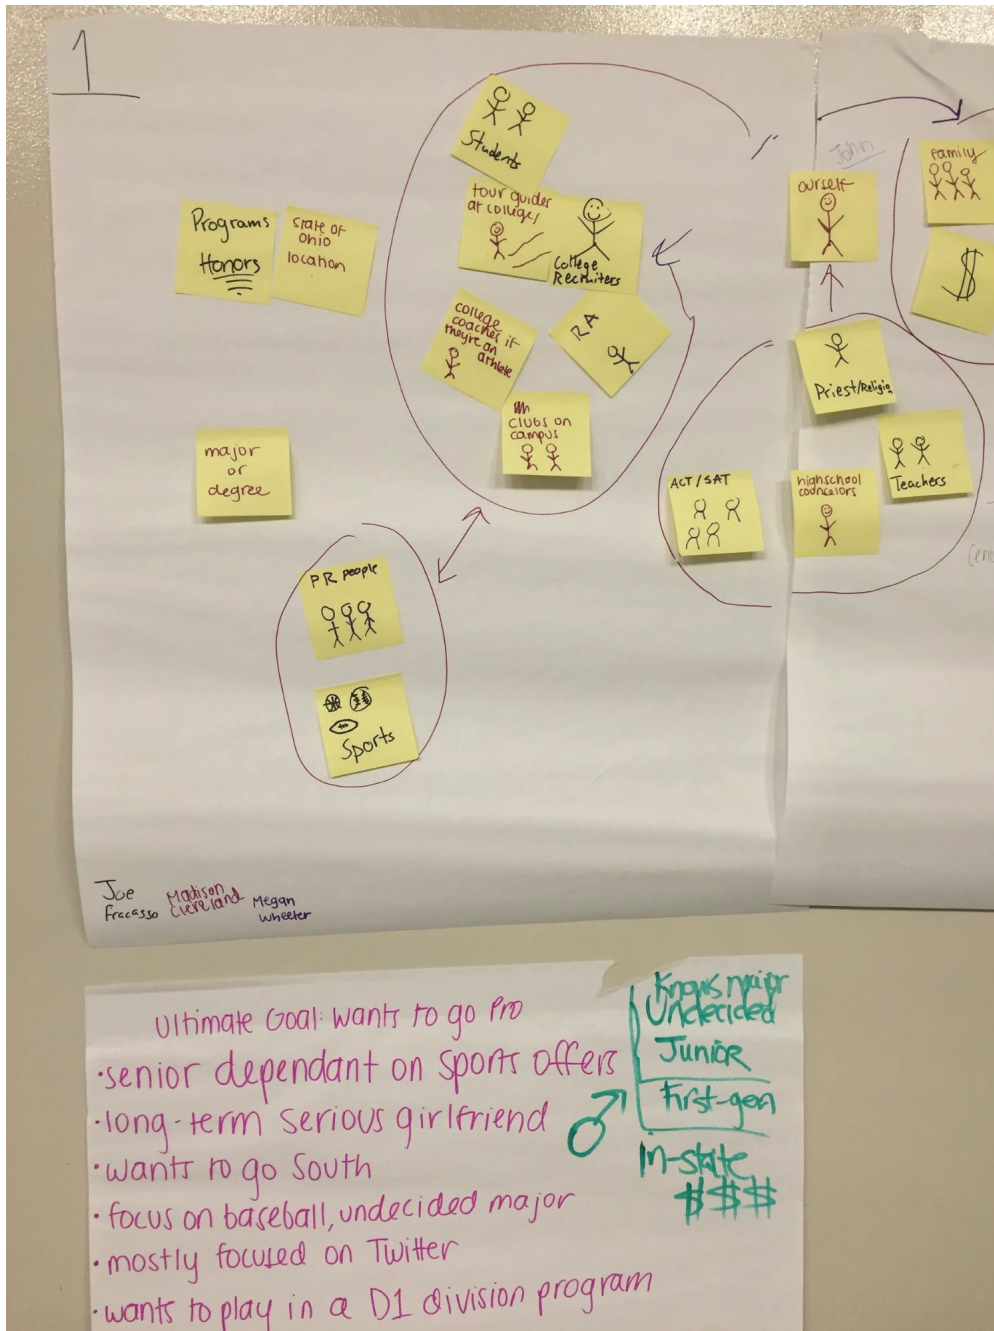 1
Students
tour guides
at college/
College
Recruiters
Programs
Honors
State of
Ohio
location
John
ourself
Family
$
college
coaches if
theyre an
athlete
RA
clubs on
campus
Priest/Religio
major
or
degree
ACT/SAT
highschool
councelors
Teachers
PR people
Sports
Joe
Fracasso
Madison
Cleveland
Megan
Wheeler
Ultimate Goal: wants to go Pro
•senior dependant on sports offers
•long-term serious girlfriend
•wants to go South
•focus on baseball, undecided major
•mostly focused on Twitter
•wants to play in a D1 division program
Knows major
Undecided
Junior
First-gen
In-state
$$$